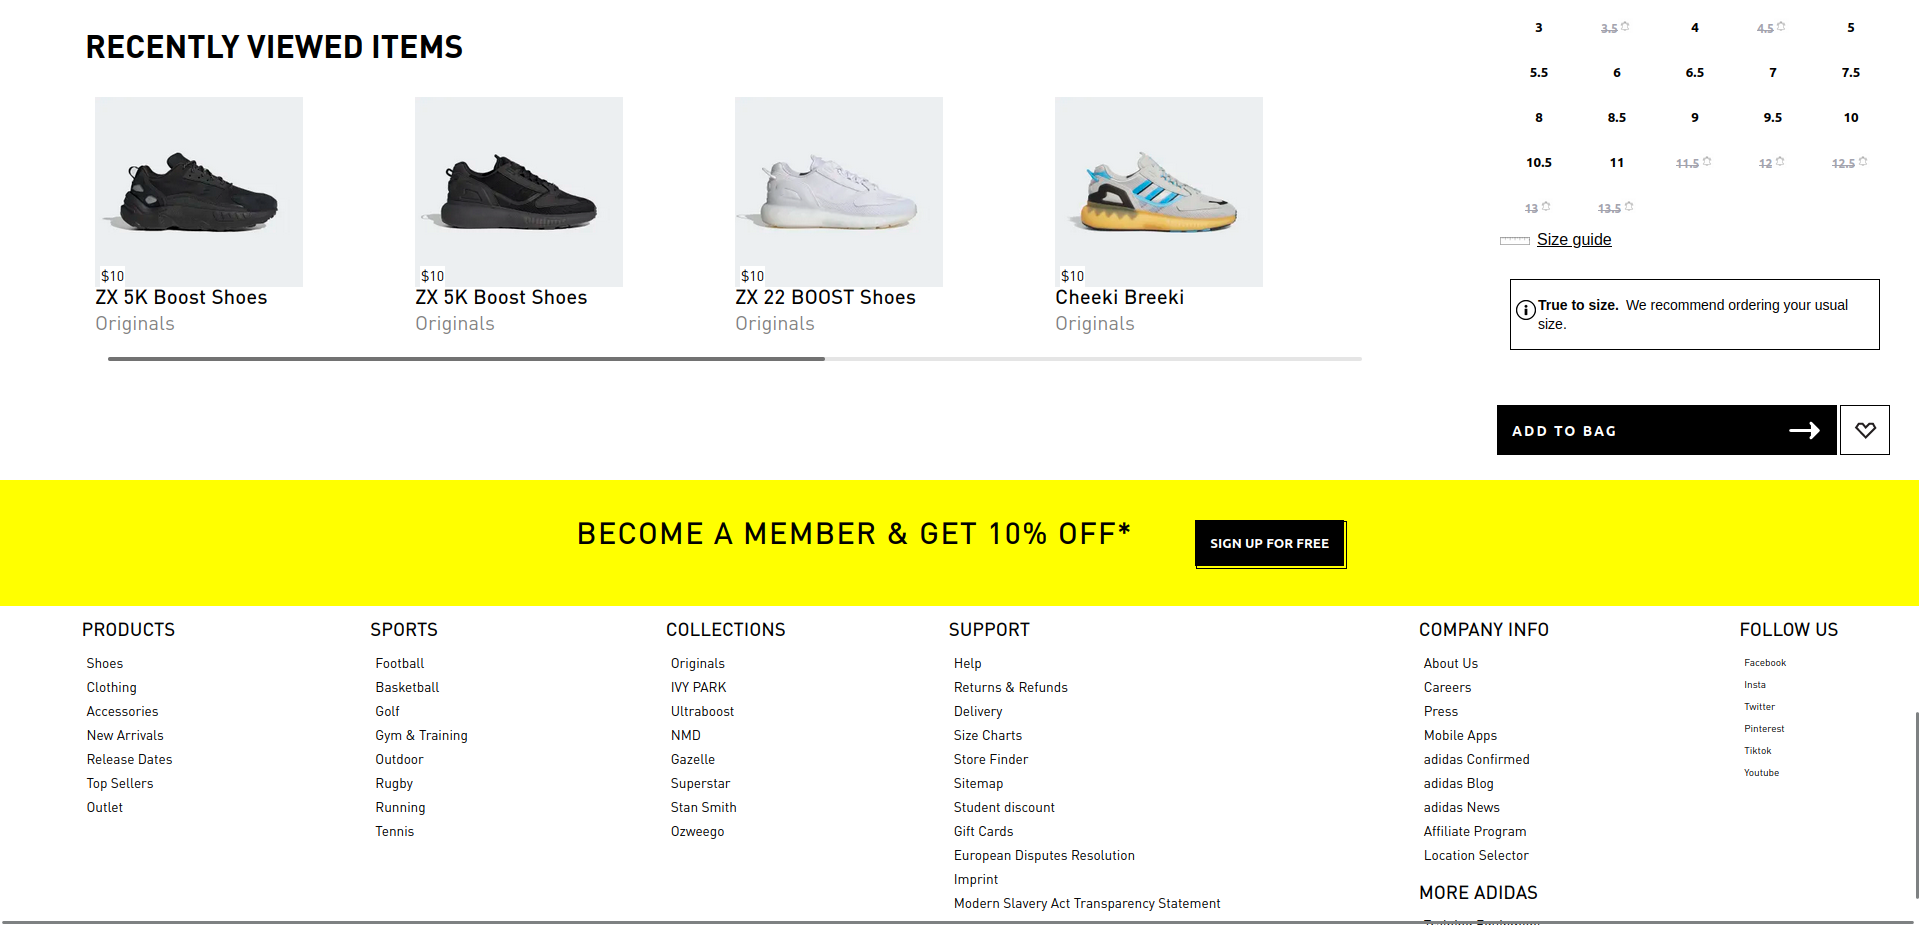 RECENTLY VIEWED ITEMS
$10
ZX 5K Boost Shoes
Originals
$10
ZX 5K Boost Shoes
Originals
$10
ZX 22 BOOST Shoes
Originals
$10
Cheeki Breeki
Originals
3 3.5 4 4.5 5
5.5 6 6.5 7 7.5
8 8.5 9 9.5 10
10.5 11 11.5 12 12.5
13 13.5
Size guide
True to size. We recommend ordering your usual
size.
ADD TO BAG
BECOME A MEMBER & GET 10% OFF*
SIGN UP FOR FREE
PRODUCTS
Shoes
Clothing
Accessories
New Arrivals
Release Dates
Top Sellers
Outlet
SPORTS
Football
Basketball
Golf
Gym & Training
Outdoor
Rugby
Running
Tennis
COLLECTIONS
Originals
IVY PARK
Ultraboost
NMD
Gazelle
Superstar
Stan Smith
Ozweego
SUPPORT
Help
Returns & Refunds
Delivery
Size Charts
Store Finder
Sitemap
Student discount
Gift Cards
European Disputes Resolution
Imprint
Modern Slavery Act Transparency Statement
COMPANY INFO
About Us
Careers
Press
Mobile Apps
adidas Confirmed
adidas Blog
adidas News
Affiliate Program
Location Selector
MORE ADIDAS
FOLLOW US
Facebook
Insta
Twitter
Pinterest
Tiktok
Youtube